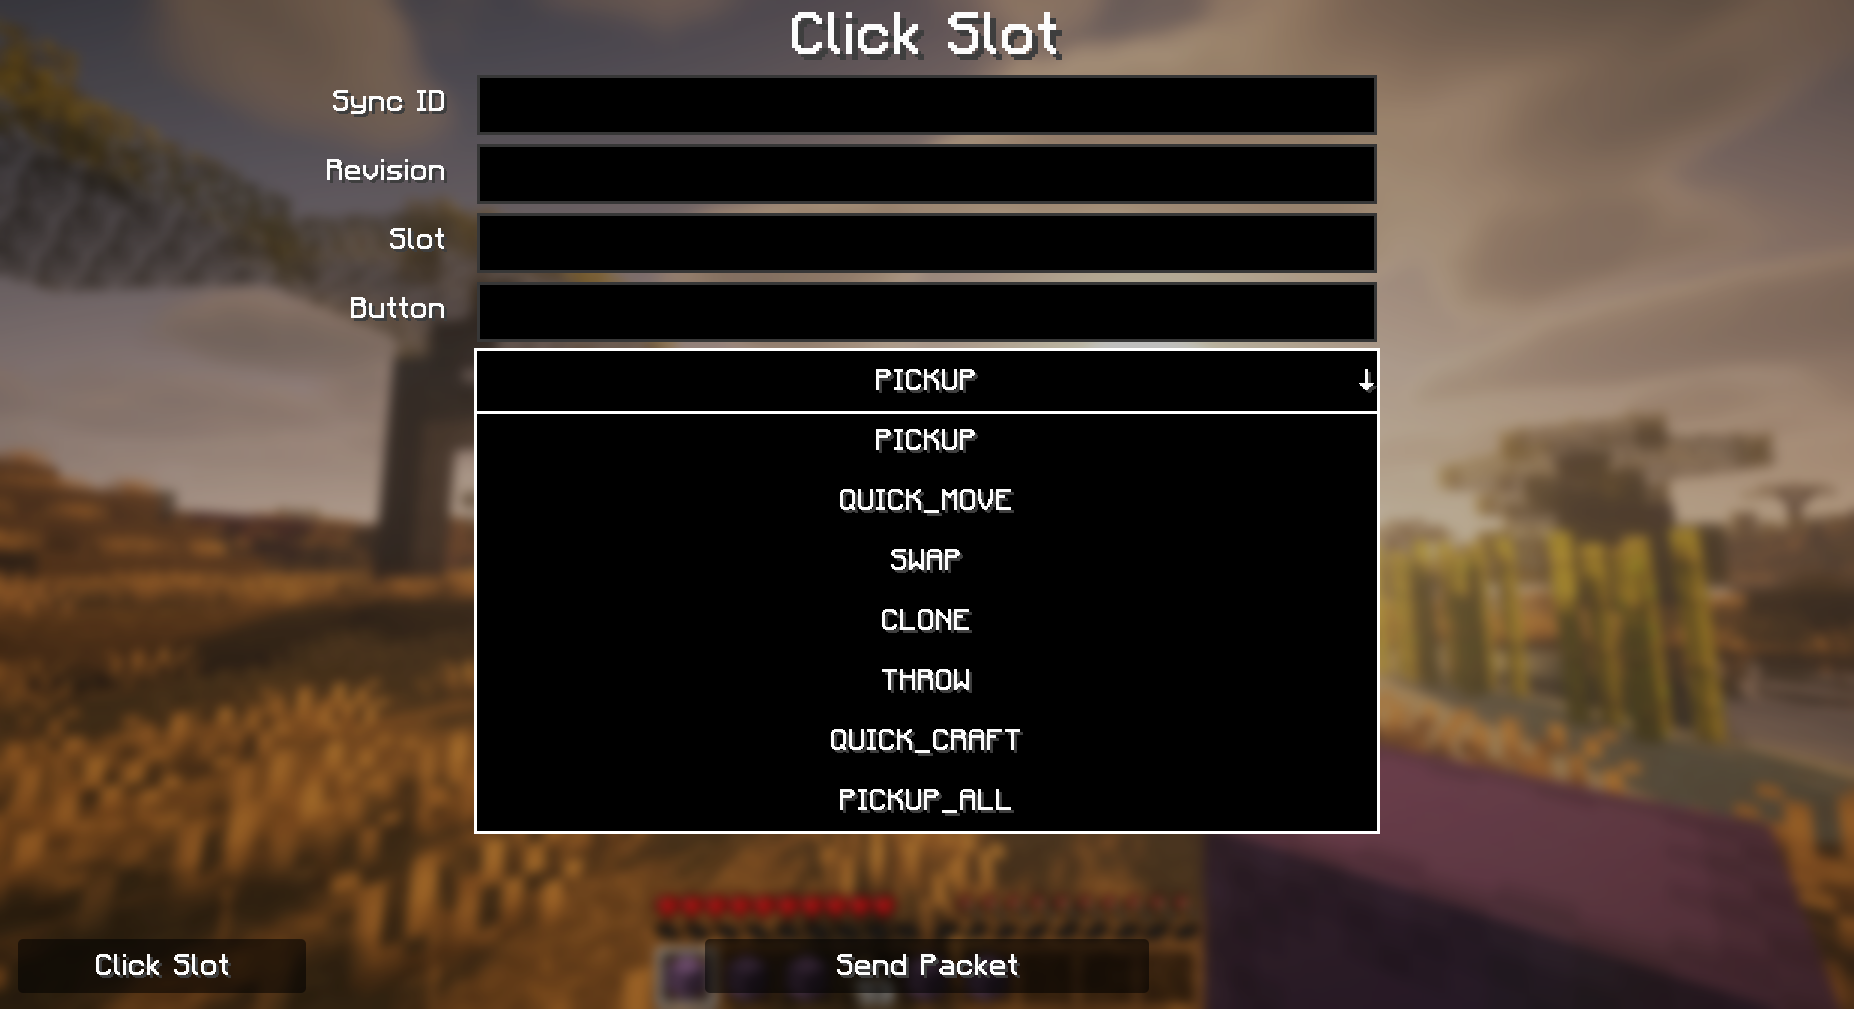 Click Slot
Sync ID
Revision
Slot
Button
PICKUP ↓
PICKUP
QUICK_MOVE
SWAP
CLONE
THROW
QUICK_CRAFT
PICKUP_ALL
Click Slot
Send Packet